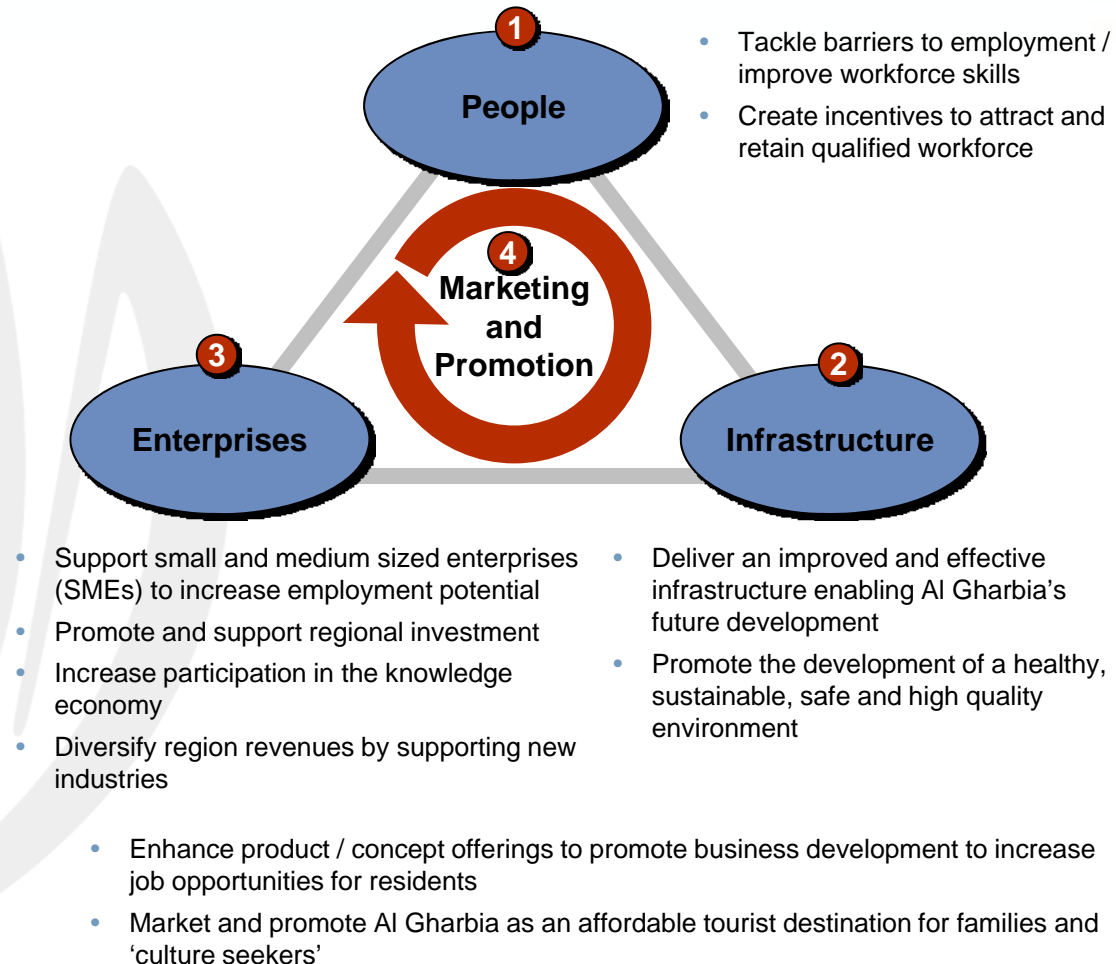 1
People
• Tackle barriers to employment /
improve workforce skills
• Create incentives to attract and
retain qualified workforce
4
Marketing
and
Promotion
3
Enterprises
2
Infrastructure
• Support small and medium sized enterprises
(SMEs) to increase employment potential
• Promote and support regional investment
• Increase participation in the knowledge
economy
• Diversify region revenues by supporting new
industries
• Deliver an improved and effective
infrastructure enabling Al Gharbia’s
future development
• Promote the development of a healthy,
sustainable, safe and high quality
environment
• Enhance product / concept offerings to promote business development to increase
job opportunities for residents
• Market and promote Al Gharbia as an affordable tourist destination for families and
‘culture seekers’